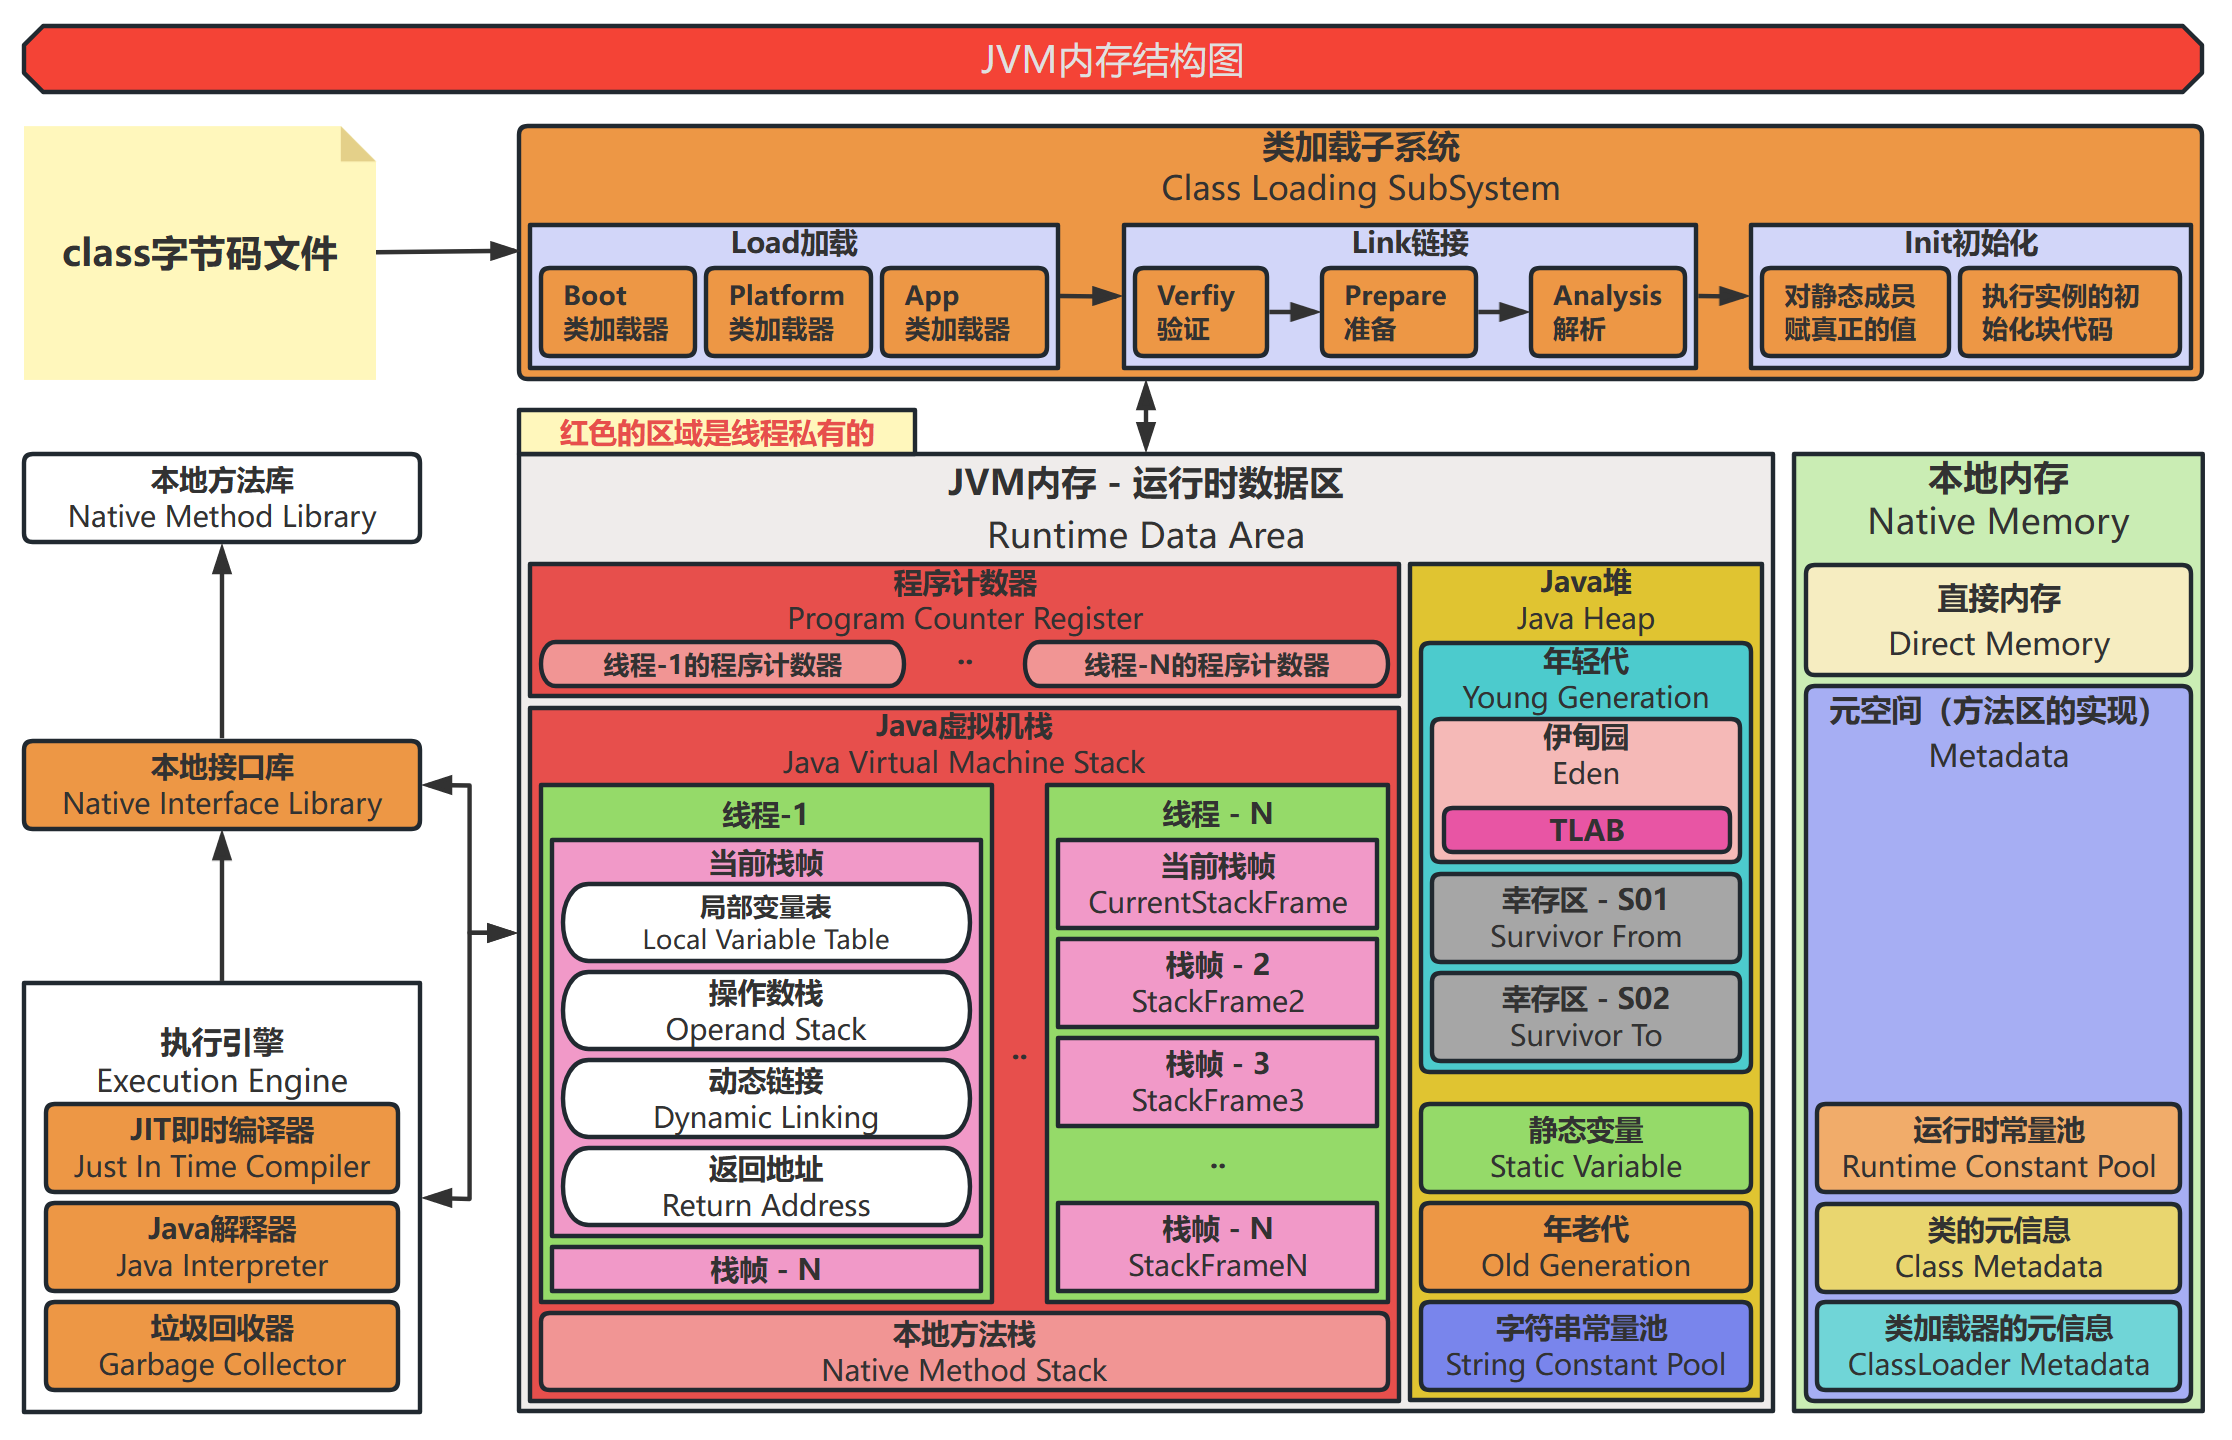 JVM内存结构图
class字节码文件
类加载子系统
Class Loading SubSystem
Load加载
Boot
类加载器
Platform
类加载器
App
类加载器
Link链接
Verfiy
验证
Prepare
准备
Analysis
解析
Init初始化
对静态成员
赋真正的值
执行实例的初
始化块代码
红色的区域是线程私有的
本地方法库
Native Method Library
本地接口库
Native Interface Library
执行引擎
Execution Engine
JIT即时编译器
Just In Time Compiler
Java解释器
Java Interpreter
垃圾回收器
Garbage Collector
JVM内存 - 运行时数据区
Runtime Data Area
程序计数器
Program Counter Register
线程-1的程序计数器
..
线程-N的程序计数器
Java虚拟机栈
Java Virtual Machine Stack
线程-1
当前栈帧
局部变量表
Local Variable Table
操作数栈
Operand Stack
动态链接
Dynamic Linking
返回地址
Return Address
栈帧 - N
..
线程 - N
当前栈帧
CurrentStackFrame
栈帧 - 2
StackFrame2
栈帧 - 3
StackFrame3
..
栈帧 - N
StackFrameN
本地方法栈
Native Method Stack
Java堆
Java Heap
年轻代
Young Generation
伊甸园
Eden
TLAB
幸存区 - S01
Survivor From
幸存区 - S02
Survivor To
静态变量
Static Variable
年老代
Old Generation
字符串常量池
String Constant Pool
本地内存
Native Memory
直接内存
Direct Memory
元空间（方法区的实现）
Metadata
运行时常量池
Runtime Constant Pool
类的元信息
Class Metadata
类加载器的元信息
ClassLoader Metadata